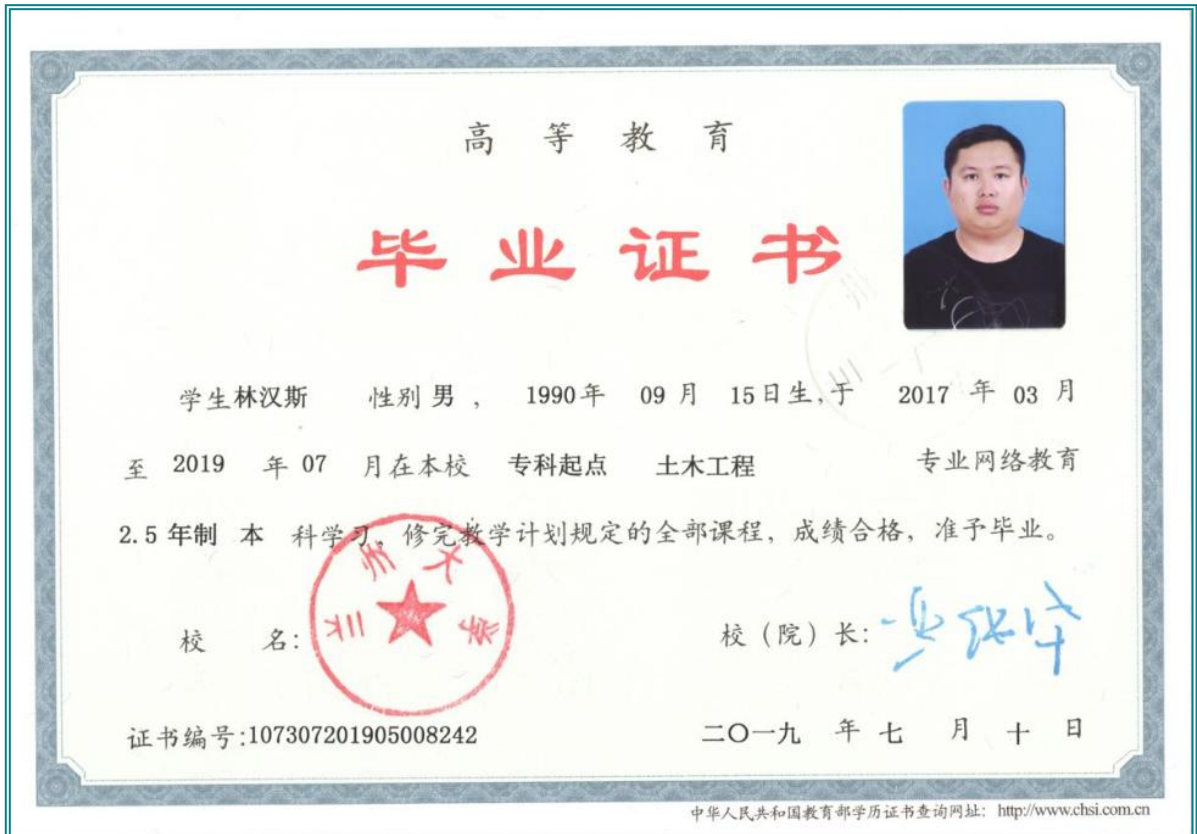 高等教育
毕业证书
学生林汉斯 性别 男 ， 1990年 09 月 15日生,于 2017 年 03 月
至 2019 年 07 月在本校 专科起点 土木工程 专业网络教育
2.5 年制 本 科学习，修完教学计划规定的全部课程，成绩合格，准予毕业。
兰州大学
校 名:
校（院）长:
证书编号:107307201905008242
二〇一九 年 七 月 十 日
中华人民共和国教育部学历证书查询网址： http://www.chsi.com.cn